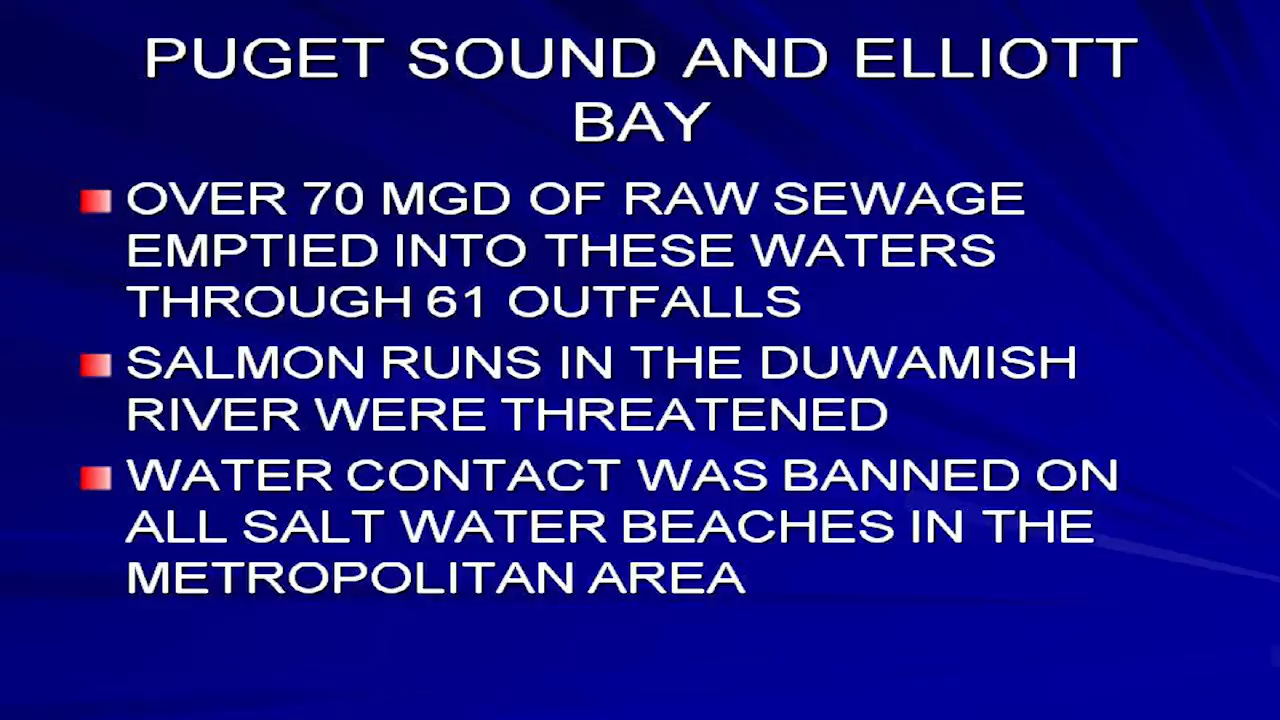 PUGET SOUND AND ELLIOTT
BAY
OVER 70 MGD OF RAW SEWAGE
EMPTIED INTO THESE WATERS
THROUGH 61 OUTFALLS
SALMON RUNS IN THE DUWAMISH
RIVER WERE THREATENED
WATER CONTACT WAS BANNED ON
ALL SALT WATER BEACHES IN THE
METROPOLITAN AREA